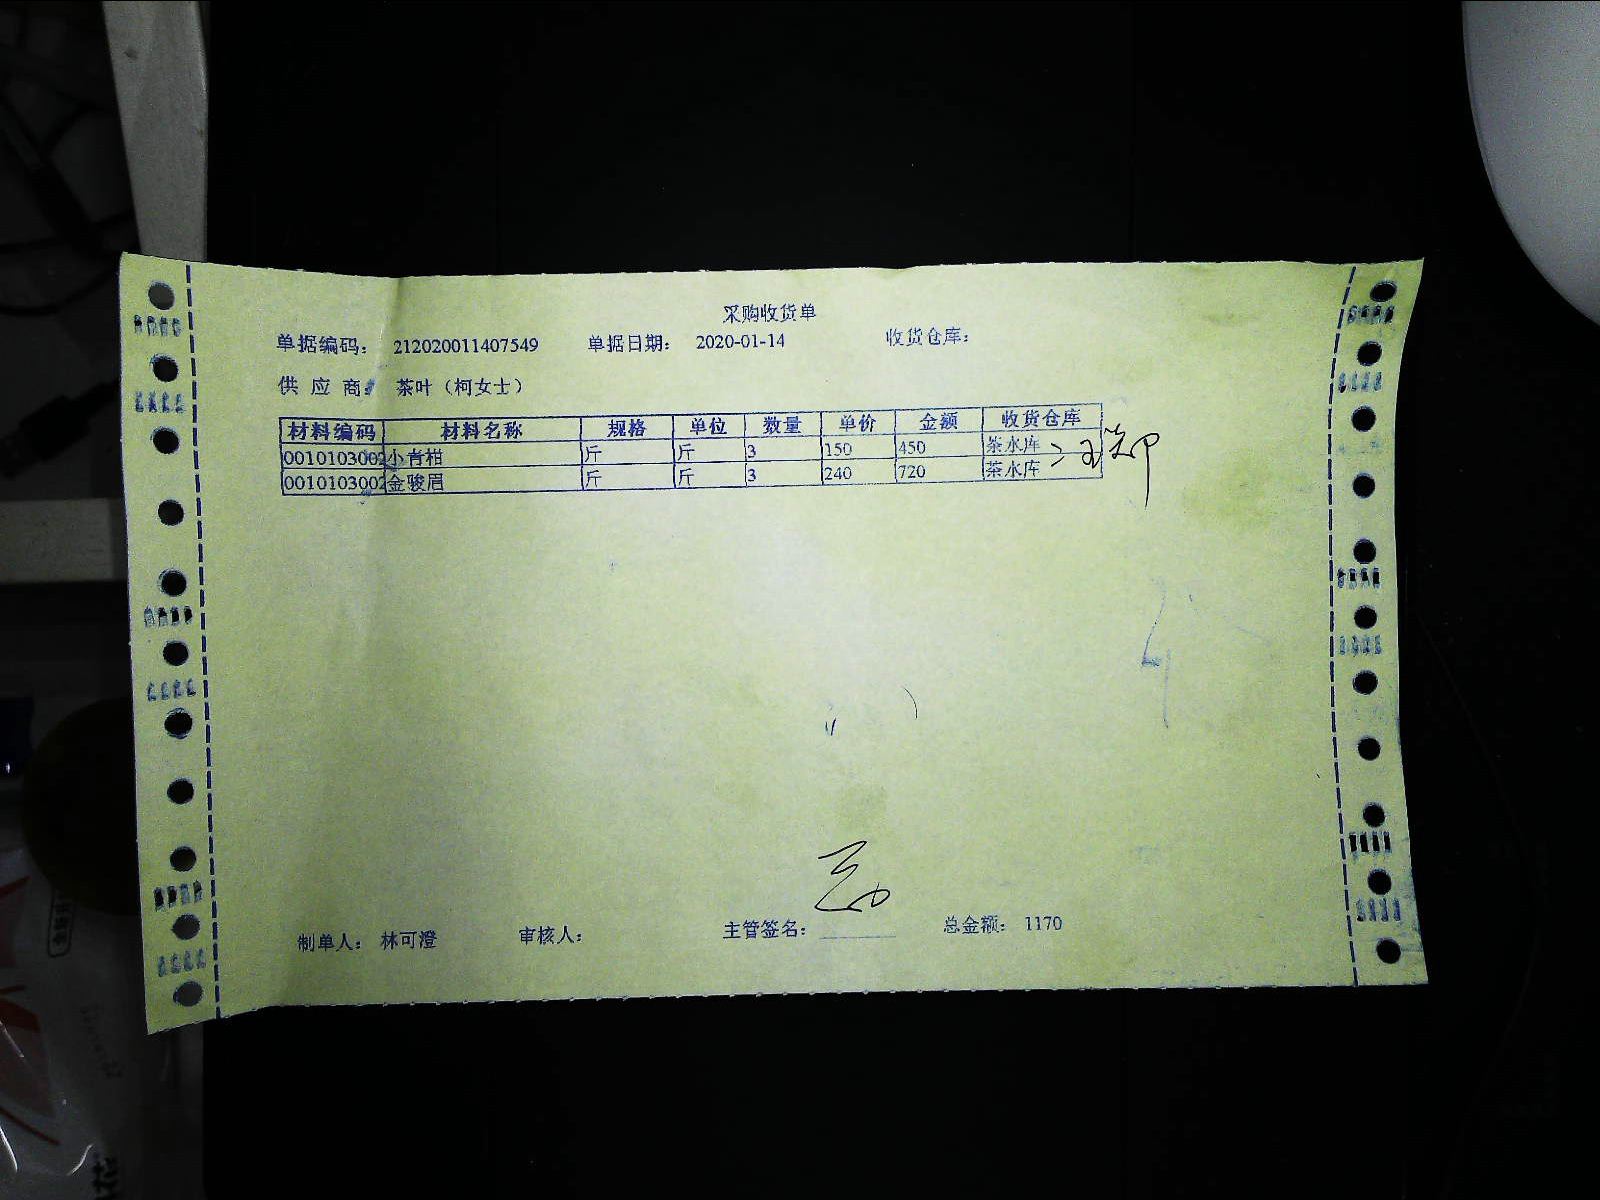 采购收货单
单据编码： 212020011407549 单据日期： 2020-01-14 收货仓库：
供 应 商： 茶叶（柯女士）
材料编码 材料名称 规格 单位 数量 单价 金额 收货仓库
0010103002 小青柑 斤 斤 3 150 450 茶水库
0010103002 金骏眉 斤 斤 3 240 720 茶水库
制单人： 林可澄 审核人： 主管签名： 总金额： 1170